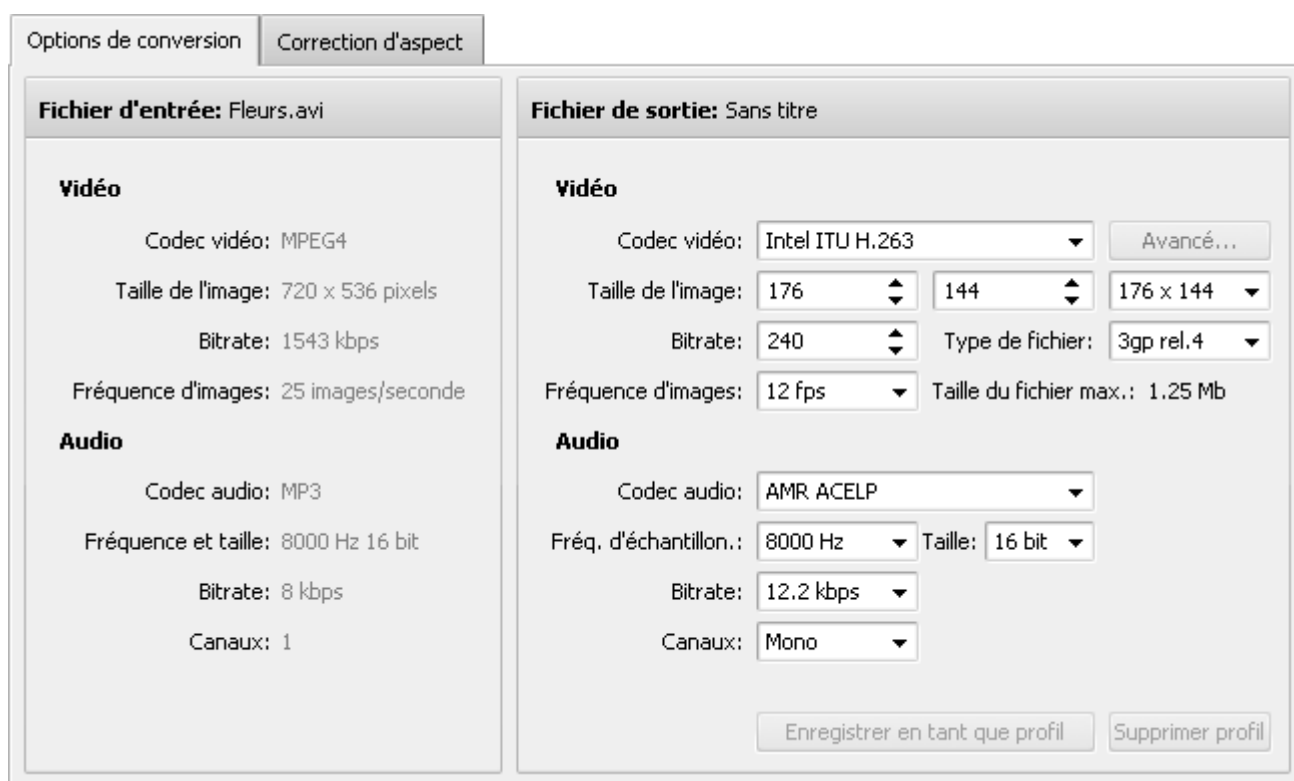 Options de conversion
Correction d'aspect
Fichier d'entrée: Fleurs.avi
Vidéo
Codec vidéo: MPEG4
Taille de l'image: 720 x 536 pixels
Bitrate: 1543 kbps
Fréquence d'images: 25 images/seconde
Audio
Codec audio: MP3
Fréquence et taille: 8000 Hz 16 bit
Bitrate: 8 kbps
Canaux: 1
Fichier de sortie: Sans titre
Vidéo
Codec vidéo: Intel ITU H.263 Avancé...
Taille de l'image: 176 144 176 x 144
Bitrate: 240 Type de fichier: 3gp rel.4
Fréquence d'images: 12 fps Taille du fichier max.: 1.25 Mb
Audio
Codec audio: AMR ACELP
Fréq. d'échantillon.: 8000 Hz Taille: 16 bit
Bitrate: 12.2 kbps
Canaux: Mono
Enregistrer en tant que profil Supprimer profil